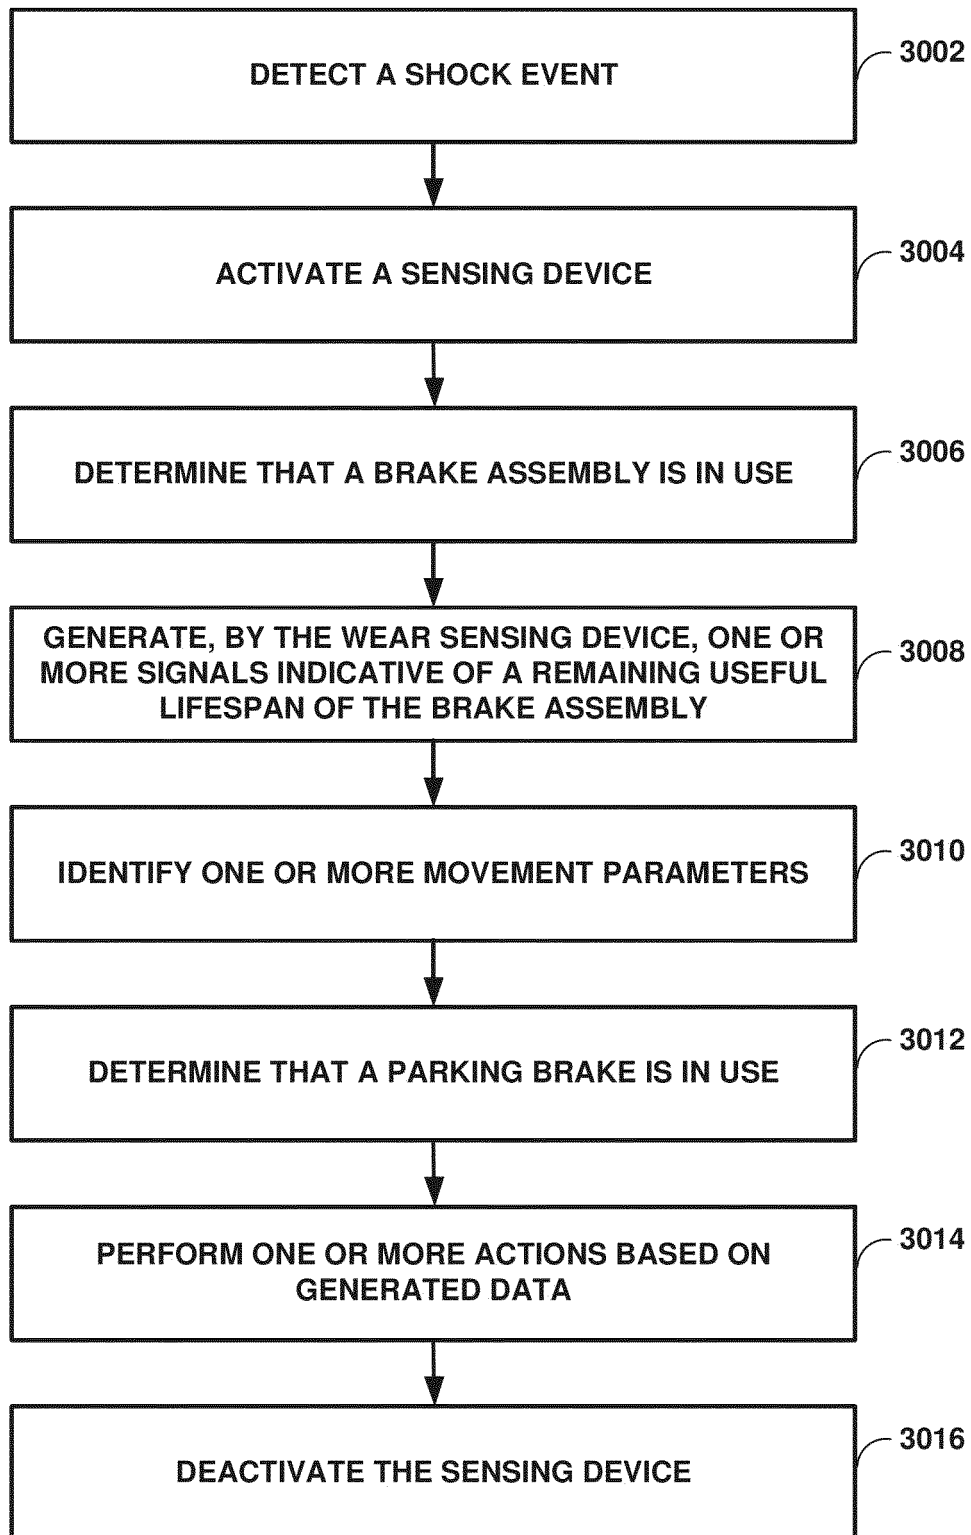 DETECT A SHOCK EVENT
3002
ACTIVATE A SENSING DEVICE
3004
DETERMINE THAT A BRAKE ASSEMBLY IS IN USE
3006
GENERATE, BY THE WEAR SENSING DEVICE, ONE OR
MORE SIGNALS INDICATIVE OF A REMAINING USEFUL
LIFESPAN OF THE BRAKE ASSEMBLY
3008
IDENTIFY ONE OR MORE MOVEMENT PARAMETERS
3010
DETERMINE THAT A PARKING BRAKE IS IN USE
3012
PERFORM ONE OR MORE ACTIONS BASED ON
GENERATED DATA
3014
DEACTIVATE THE SENSING DEVICE
3016